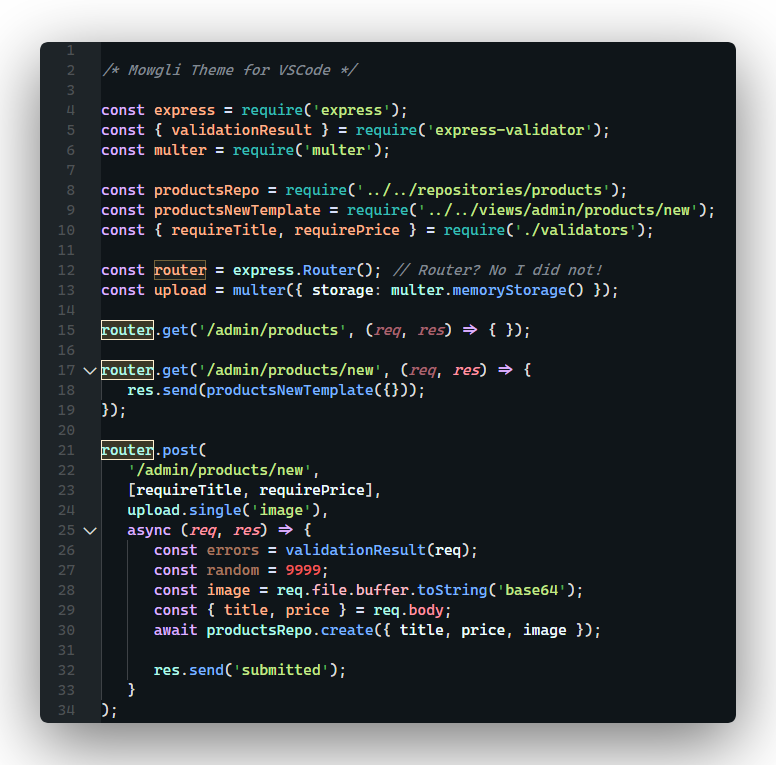 1
2 /* Mowgli Theme for VSCode */
3
4 const express = require('express');
5 const { validationResult } = require('express-validator');
6 const multer = require('multer');
7
8 const productsRepo = require('../../repositories/products');
9 const productsNewTemplate = require('../../views/admin/products/new');
10 const { requireTitle, requirePrice } = require('./validators');
11
12 const router = express.Router(); // Router? No I did not!
13 const upload = multer({ storage: multer.memoryStorage() });
14
15 router.get('/admin/products', (req, res) => { });
16
17 router.get('/admin/products/new', (req, res) => {
18    res.send(productsNewTemplate({}));
19 });
20
21 router.post(
22    '/admin/products/new',
23    [requireTitle, requirePrice],
24    upload.single('image'),
25    async (req, res) => {
26       const errors = validationResult(req);
27       const random = 9999;
28       const image = req.file.buffer.toString('base64');
29       const { title, price } = req.body;
30       await productsRepo.create({ title, price, image });
31
32       res.send('submitted');
33    }
34 );